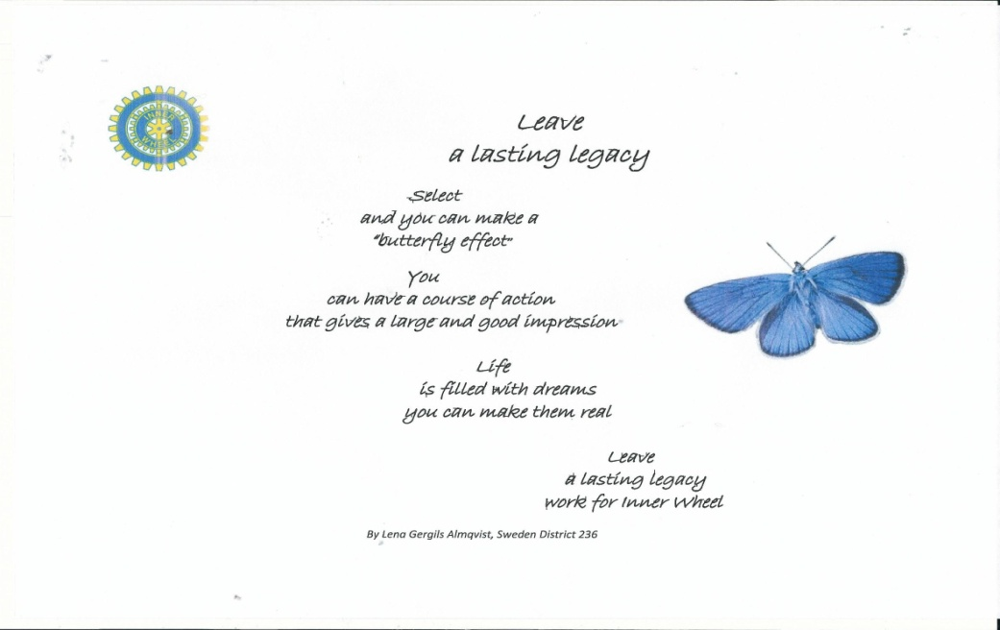 INNER
WHEEL
Leave
a lasting legacy
Select
and you can make a
"butterfly effect"
You
can have a course of action
that gives a large and good impression
Life
is filled with dreams
you can make them real
Leave
a lasting legacy
work for Inner Wheel
By Lena Gergils Almqvist, Sweden District 236